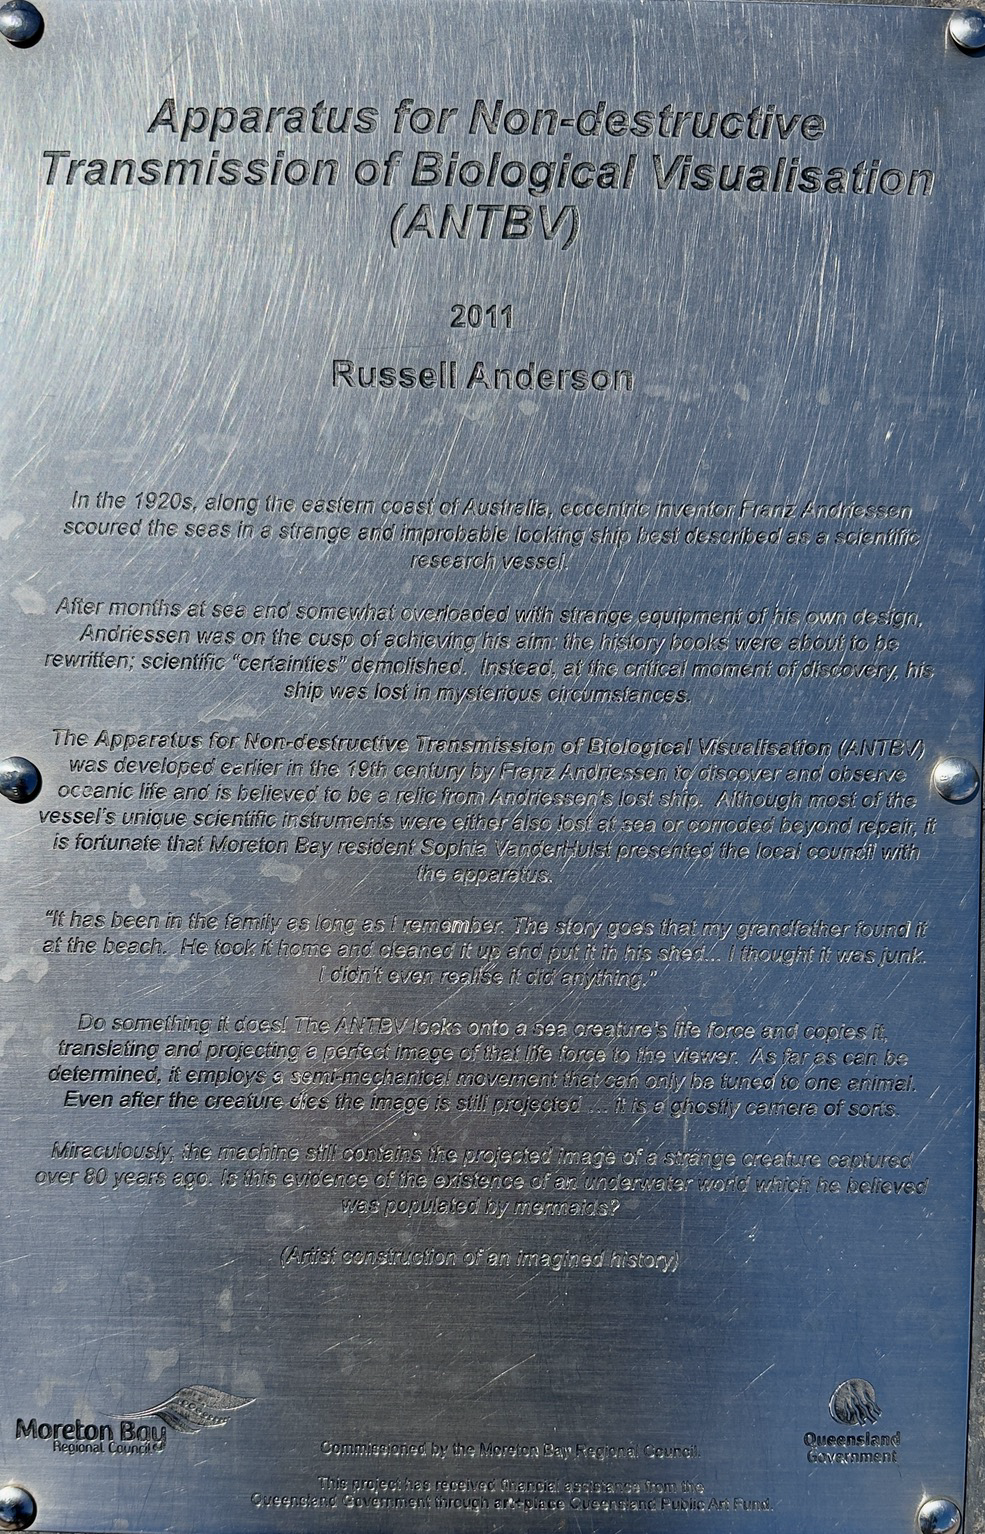 Apparatus for Non-destructive
Transmission of Biological Visualisation
(ANTBV)
2011
Russell Anderson
In the 1920s, along the eastern coast of Australia, eccentric inventor Franz Andriessen
scoured the seas in a strange and improbable looking ship best described as a scientific
research vessel.
After months at sea and somewhat overloaded with strange equipment of his own design,
Andriessen was on the cusp of achieving his aim: the history books were about to be
rewritten; scientific "certainties" demolished. Instead, at the critical moment of discovery, his
ship was lost in mysterious circumstances.
The Apparatus for Non-destructive Transmission of Biological Visualisation (ANTBV)
was developed earlier in the 19th century by Franz Andriessen to discover and observe
oceanic life and is believed to be a relic from Andriessen's lost ship. Although most of the
vessel's unique scientific instruments were either also lost at sea or corroded beyond repair, it
is fortunate that Moreton Bay resident Sophia VanderHulst presented the local council with
the apparatus.
"It has been in the family as long as I remember. The story goes that my grandfather found it
at the beach. He took it home and cleaned it up and put it in his shed... I thought it was junk.
I didn't even realise it did anything."
Do something it does! The ANTBV locks onto a sea creature's life force and copies it,
translating and projecting a perfect image of that life force to the viewer. As far as can be
determined, it employs a semi-mechanical movement that can only be tuned to one animal.
Even after the creature dies the image is still projected .... it is a ghostly camera of sorts.
Miraculously, the machine still contains the projected image of a strange creature captured
over 80 years ago. Is this evidence of the existence of an underwater world which he believed
was populated by mermaids?
(Artist construction of an imagined history)
Moreton Bay
Regional Council
Queensland
Government
Commissioned by the Moreton Bay Regional Council.
This project has received financial assistance from the
Queensland Government through art+place Queensland Public Art Fund.